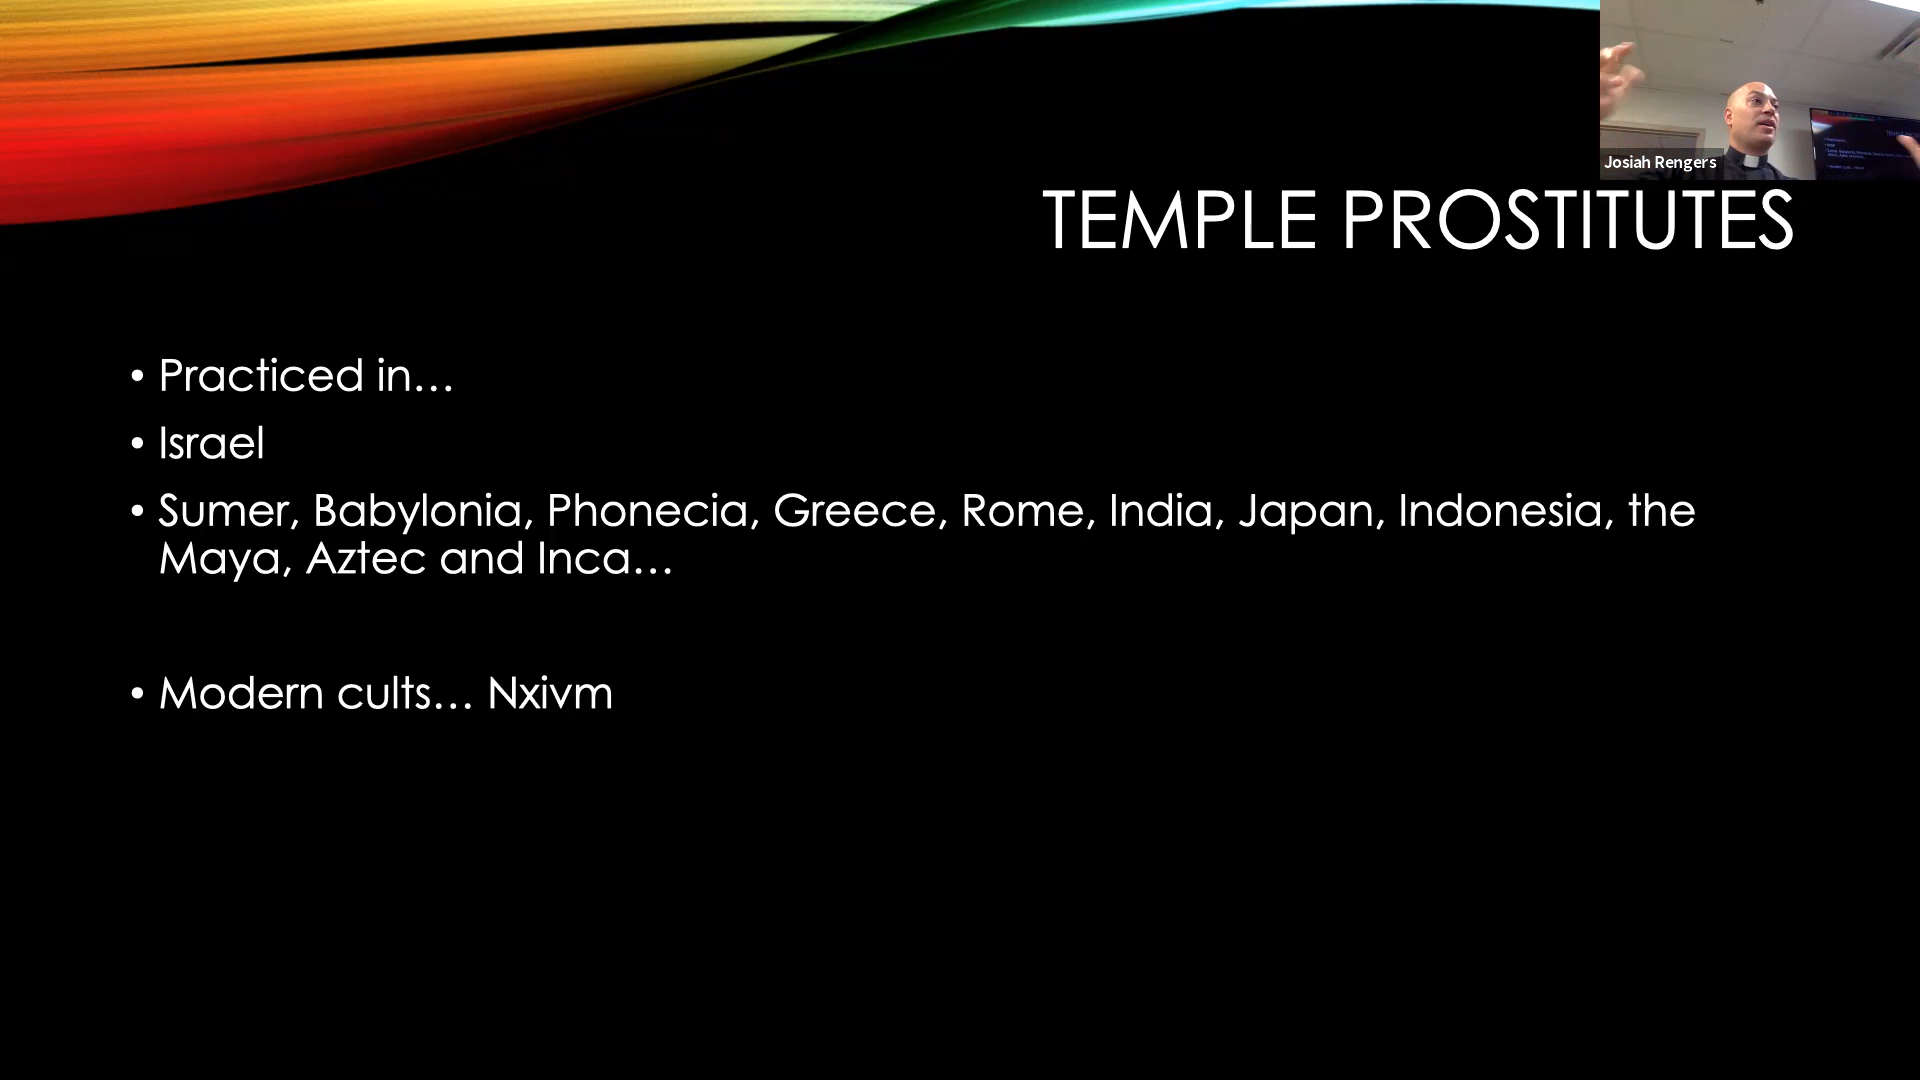 Josiah Rengers
TEMPLE PROSTITUTES
• Practiced in…
• Israel
• Sumer, Babylonia, Phonecia, Greece, Rome, India, Japan, Indonesia, the
Maya, Aztec and Inca…
• Modern cults… Nxivm